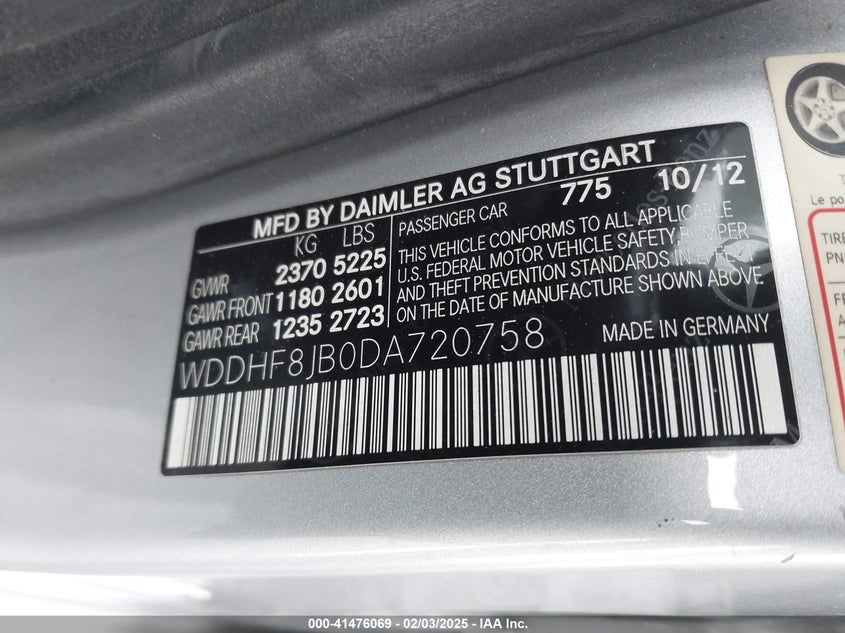 MFD BY DAIMLER AG STUTTGART
KG LBS
GVWR 2370 5225
GAWR FRONT 1180 2601
GAWR REAR 1235 2723
PASSENGER CAR 775 10/12
THIS VEHICLE CONFORMS TO ALL APPLICABLE
U.S. FEDERAL MOTOR VEHICLE SAFETY, BUMPER
AND THEFT PREVENTION STANDARDS IN EFFECT
ON THE DATE OF MANUFACTURE SHOWN ABOVE
WDDHF8JB0DA720758 MADE IN GERMANY
Le
TIRE
000-41476069 - 02/03/2025 - IAA Inc.